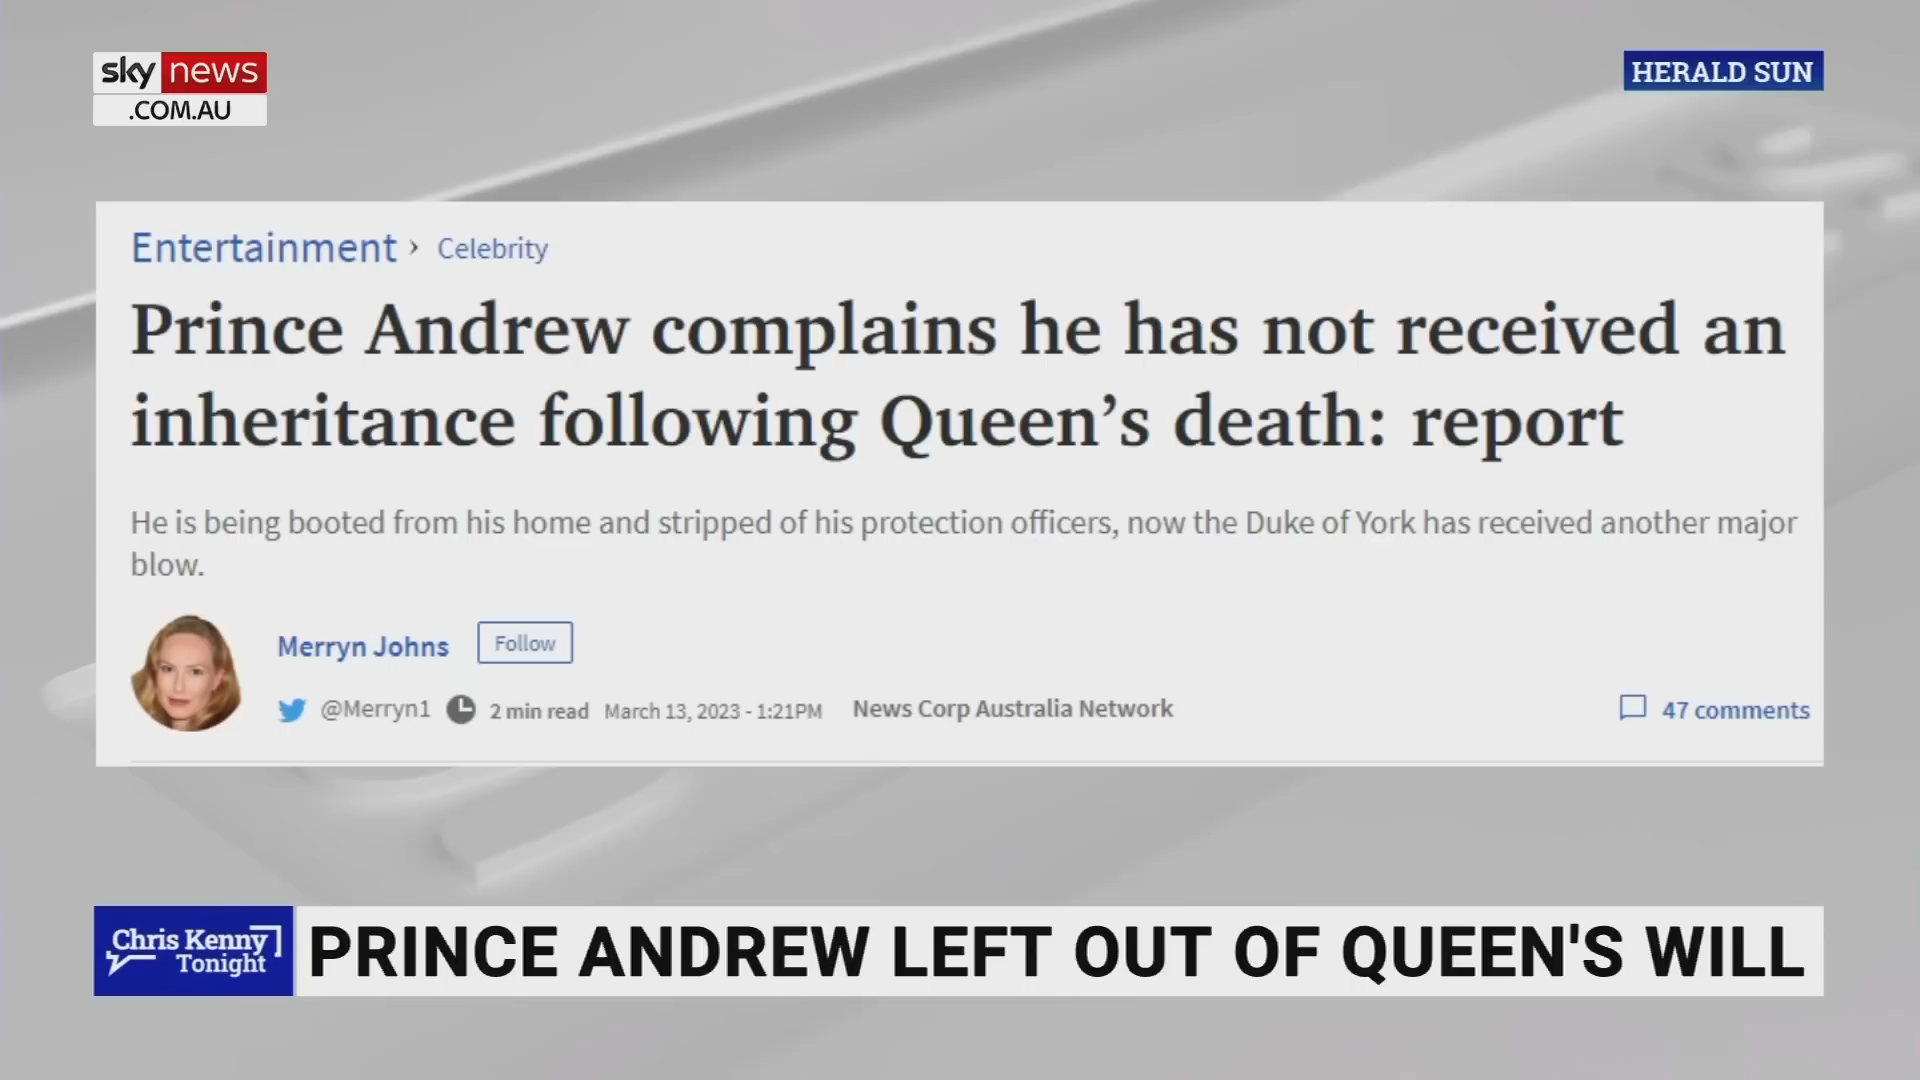 sky news
.COM.AU
HERALD SUN
Entertainment › Celebrity
Prince Andrew complains he has not received an
inheritance following Queen’s death: report
He is being booted from his home and stripped of his protection officers, now the Duke of York has received another major
blow.
Merryn Johns Follow
@Merryn1 2 min read March 13, 2023 - 1:21PM News Corp Australia Network 47 comments
Chris Kenny
Tonight
PRINCE ANDREW LEFT OUT OF QUEEN'S WILL